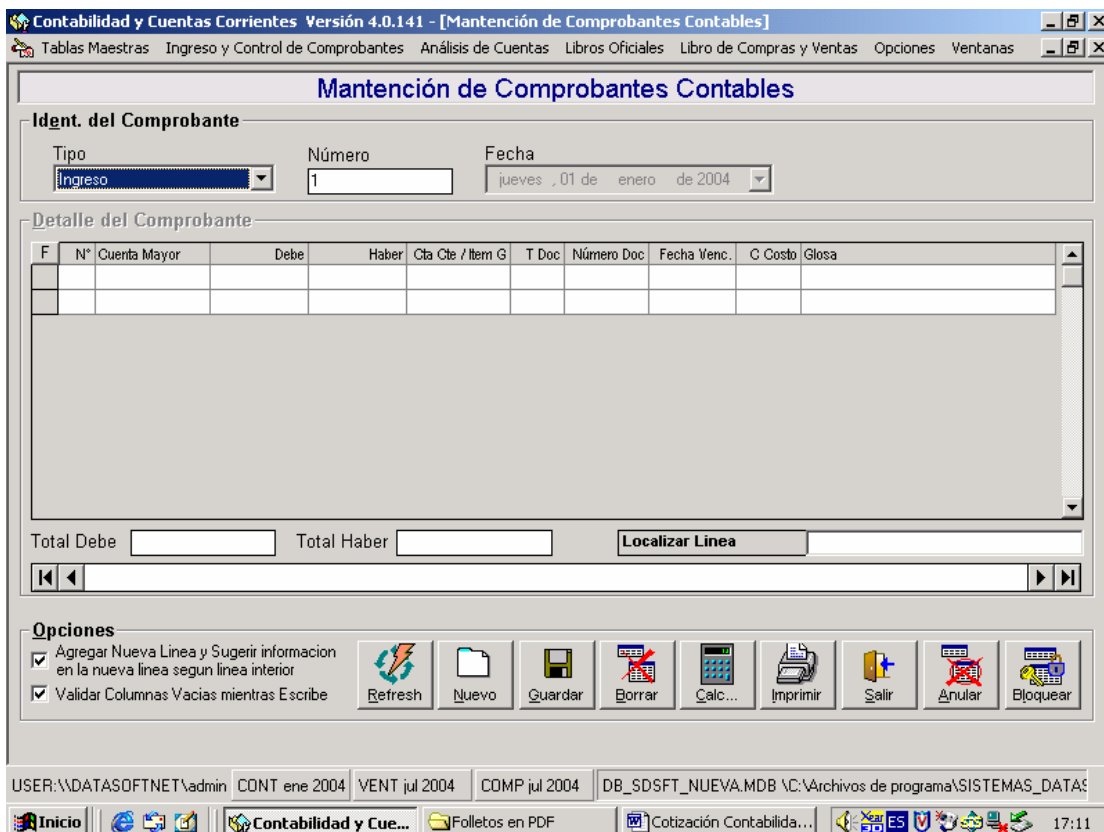 Contabilidad y Cuentas Corrientes Versión 4.0.141 - [Mantención de Comprobantes Contables]
Tablas Maestras Ingreso y Control de Comprobantes Análisis de Cuentas Libros Oficiales Libro de Compras y Ventas Opciones Ventanas
Mantención de Comprobantes Contables
Ident. del Comprobante
Tipo Número Fecha
Ingreso 1 jueves , 01 de enero de 2004
Detalle del Comprobante
F N° Cuenta Mayor Debe Haber Cta Cte / Item G T Doc Número Doc Fecha Venc. C Costo Glosa
Total Debe Total Haber Localizar Linea
Opciones
Agregar Nueva Linea y Sugerir informacion
en la nueva linea segun linea interior
Validar Columnas Vacias mientras Escribe
Refresh Nuevo Guardar Borrar Calc... Imprimir Salir Anular Bloquear
USER:\\DATASOFTNET\admin CONT ene 2004 VENT jul 2004 COMP jul 2004 DB_SDSFT_NUEVA.MDB \C:\Archivos de programa\SISTEMAS_DATAS
Inicio Contabilidad y Cue... Folletos en PDF Cotización Contabilida... ES 17:11